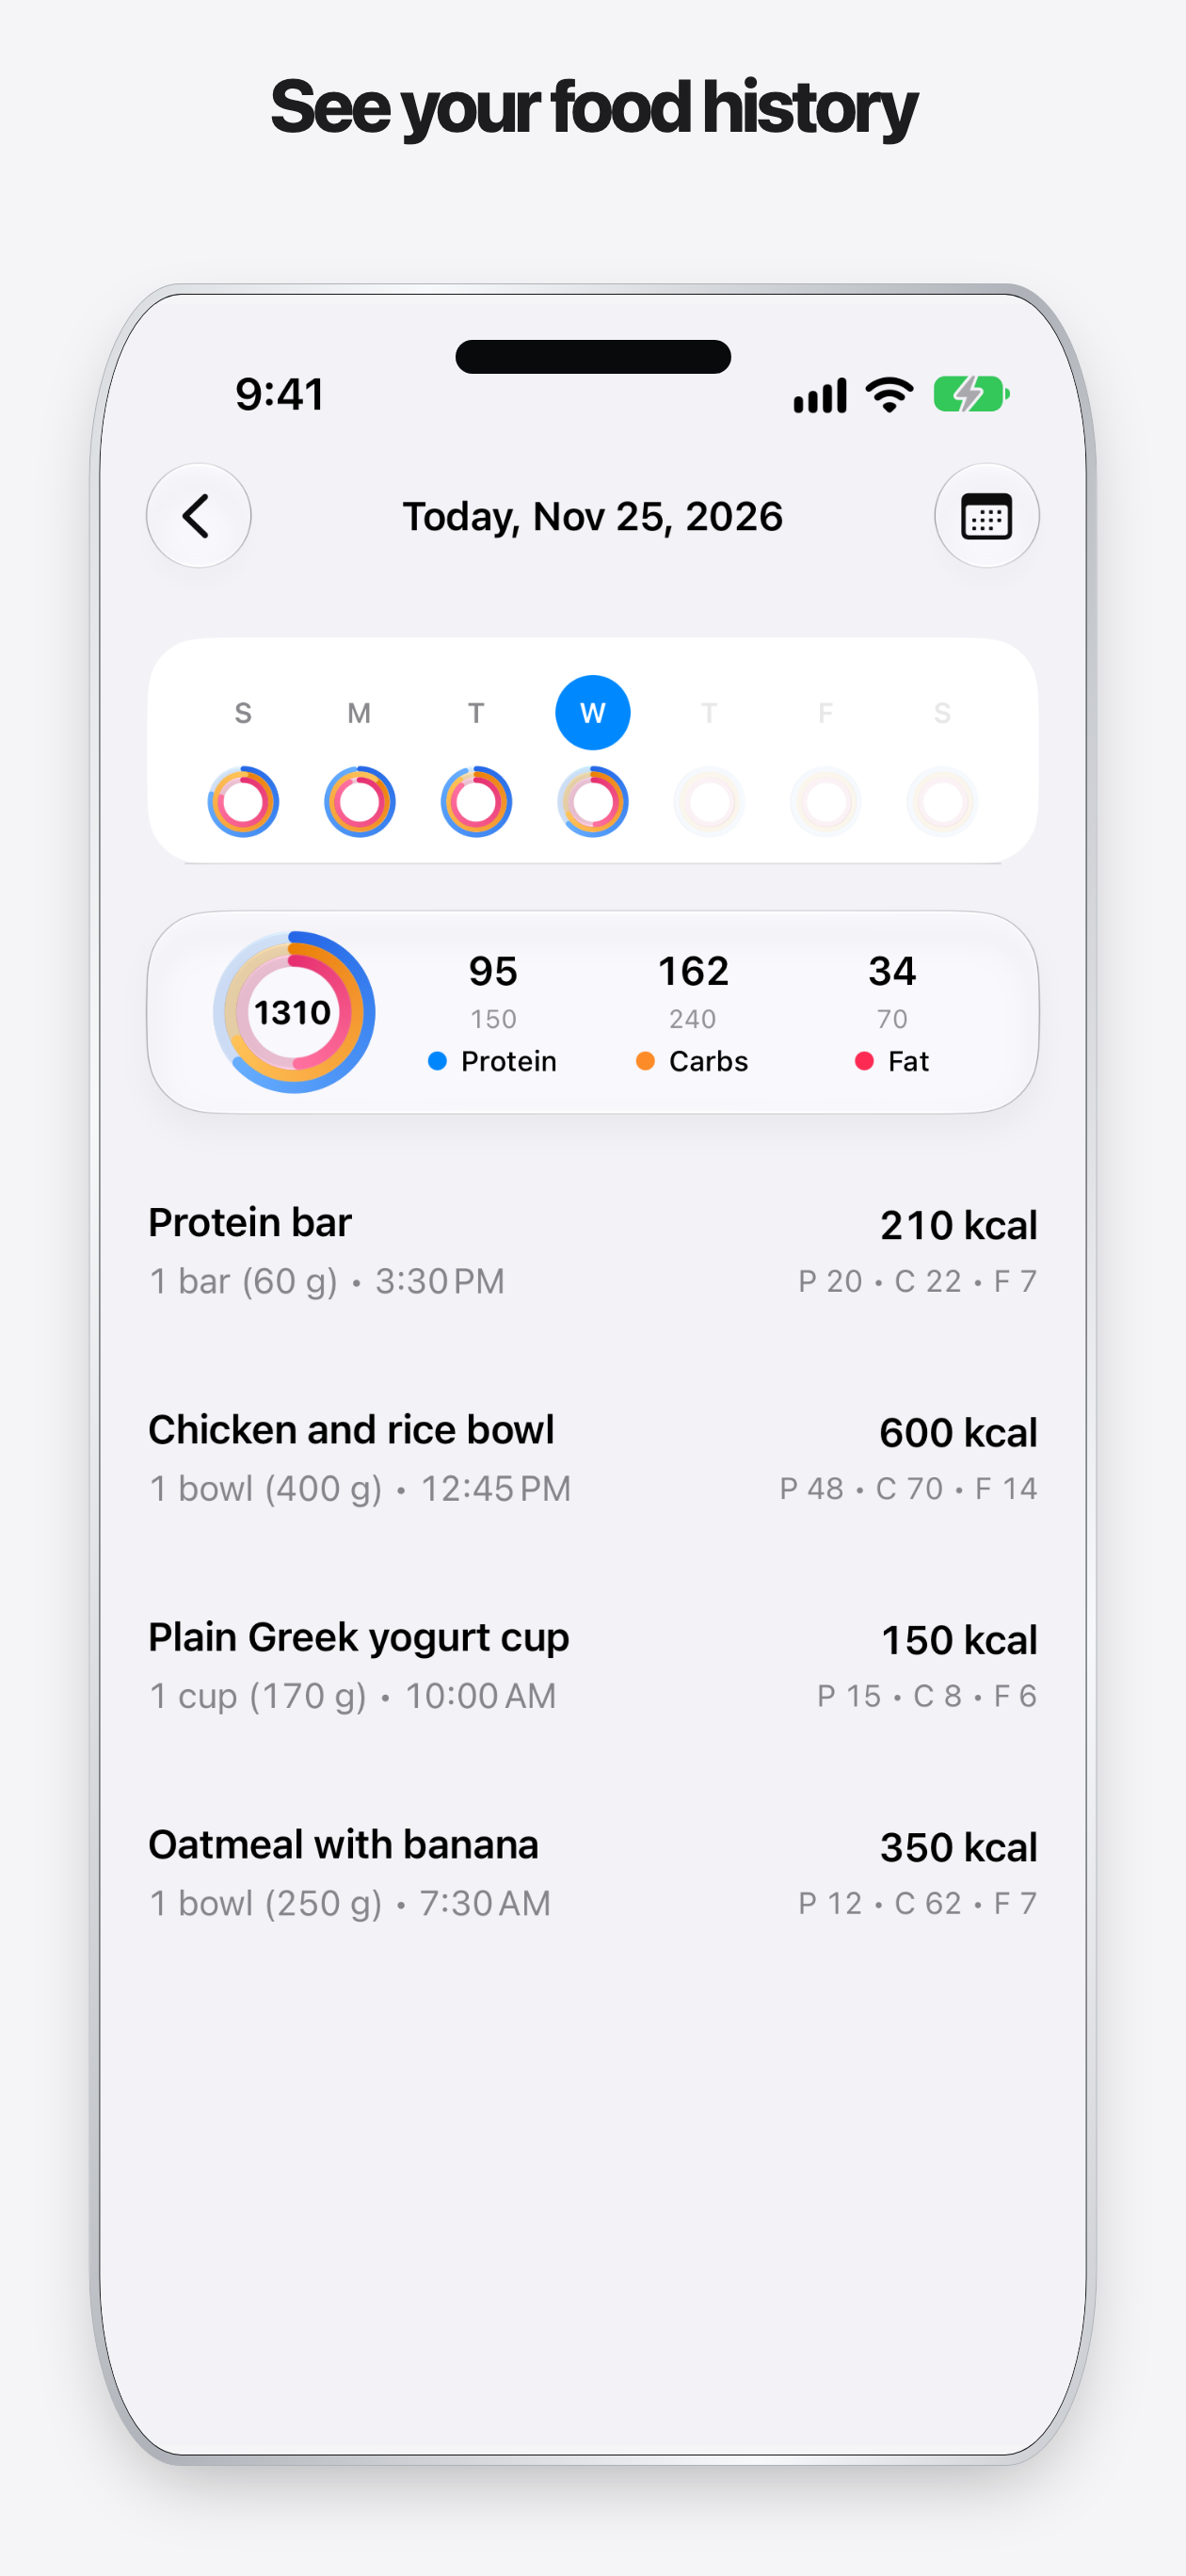 See your food history
9:41
Today, Nov 25, 2026
S M T W T F S
1310
95 162 34
150 240 70
Protein Carbs Fat
Protein bar 210 kcal
1 bar (60 g) • 3:30 PM P 20 • C 22 • F 7
Chicken and rice bowl 600 kcal
1 bowl (400 g) • 12:45 PM P 48 • C 70 • F 14
Plain Greek yogurt cup 150 kcal
1 cup (170 g) • 10:00 AM P 15 • C 8 • F 6
Oatmeal with banana 350 kcal
1 bowl (250 g) • 7:30 AM P 12 • C 62 • F 7